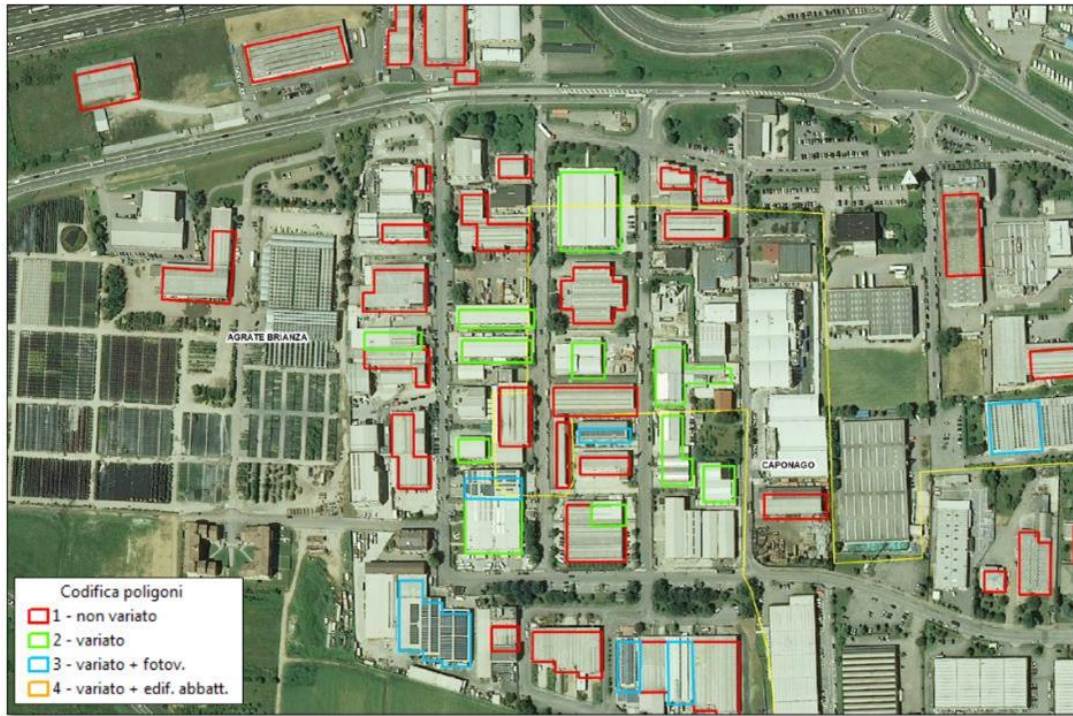 AGRATE BRIANZA
CAPONAGO
Codifica poligoni
1 - non variato
2 - variato
3 - variato + fotov.
4 - variato + edif. abbatt.